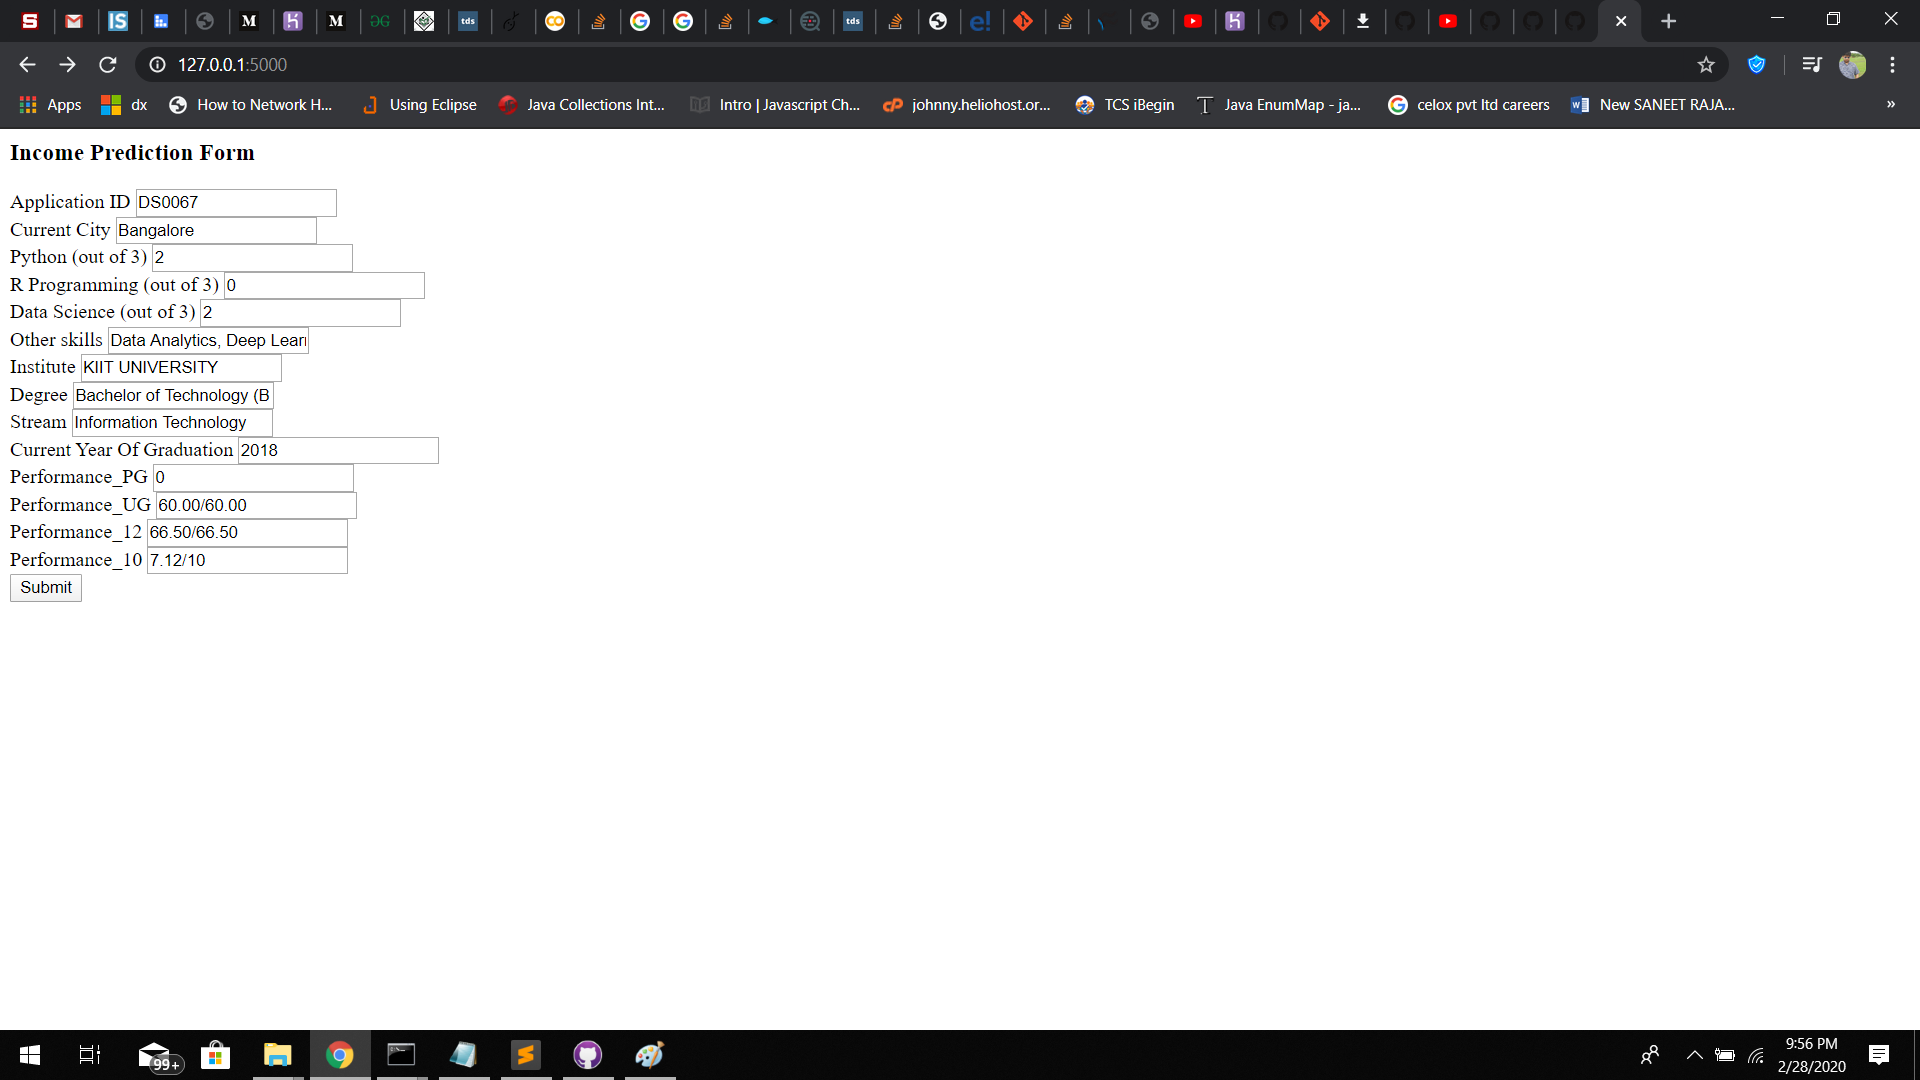 127.0.0.1:5000
Apps dx How to Network H... Using Eclipse Java Collections Int... Intro | Javascript Ch... johnny.heliohost.or... TCS iBegin Java EnumMap - ja... celox pvt ltd careers New SANEET RAJA... »
Income Prediction Form
Application ID DS0067
Current City Bangalore
Python (out of 3) 2
R Programming (out of 3) 0
Data Science (out of 3) 2
Other skills Data Analytics, Deep Lear
Institute KIIT UNIVERSITY
Degree Bachelor of Technology (B
Stream Information Technology
Current Year Of Graduation 2018
Performance_PG 0
Performance_UG 60.00/60.00
Performance_12 66.50/66.50
Performance_10 7.12/10
Submit
99+
9:56 PM
2/28/2020